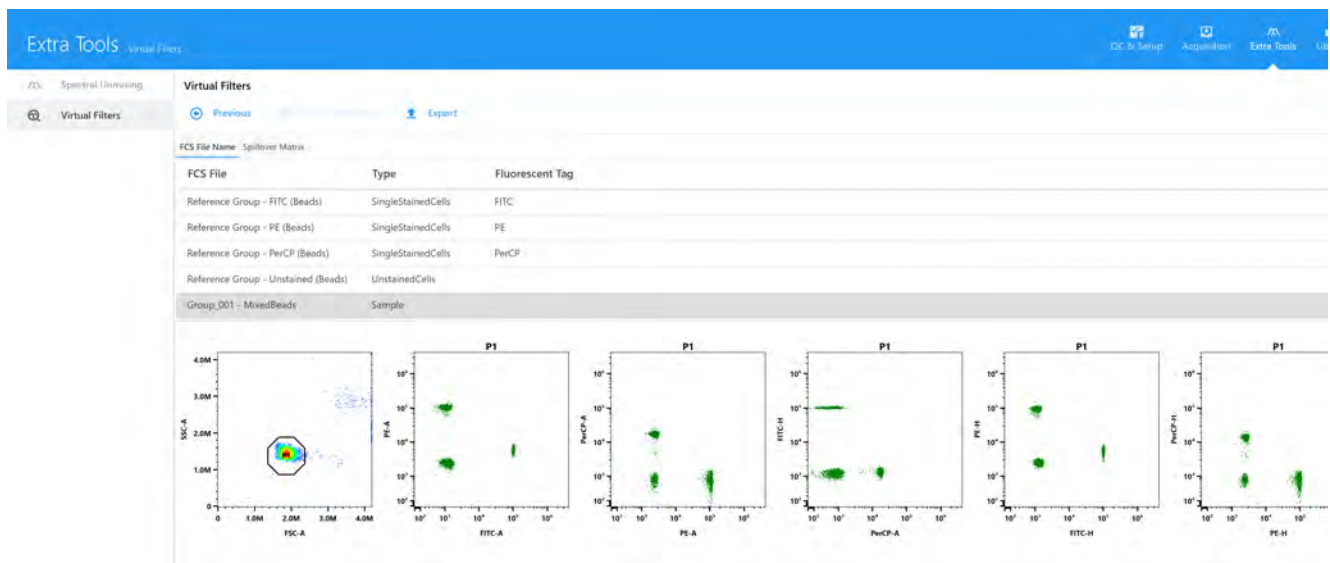 Extra Tools Virtual Filters
QC & Setup Acquisition Extra Tools
Spectral Unmixing
Virtual Filters
Virtual Filters
Previous Export
FCS File Name Spillover Matrix
FCS File Type Fluorescent Tag
Reference Group - FITC (Beads) SingleStainedCells FITC
Reference Group - PE (Beads) SingleStainedCells PE
Reference Group - PerCP (Beads) SingleStainedCells PerCP
Reference Group - Unstained (Beads) UnstainedCells
Group_001 - MixedBeads Sample
P1 P1 P1 P1 P1
4.0M
3.0M
2.0M
1.0M
0
SSC-A PE-A PerCP-A FITC-H PE-H PerCP-H
0 1.0M 2.0M 3.0M 4.0M
FSC-A FITC-A PE-A PerCP-A FITC-H PE-H